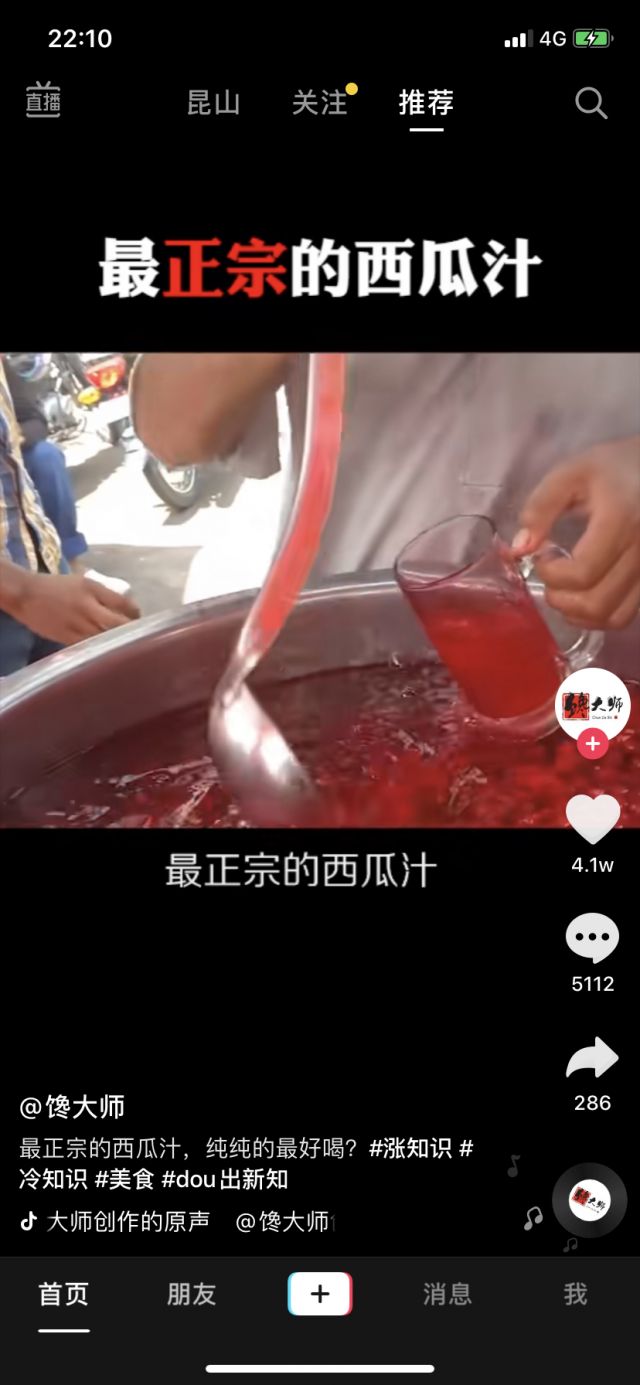 22:10
4G
直播
昆山
关注
推荐
最正宗的西瓜汁
馋大师
4.1w
最正宗的西瓜汁
5112
286
@馋大师
最正宗的西瓜汁，纯纯的最好喝？#涨知识 #
冷知识 #美食 #dou出新知
大师创作的原声 @馋大师
首页
朋友
消息
我